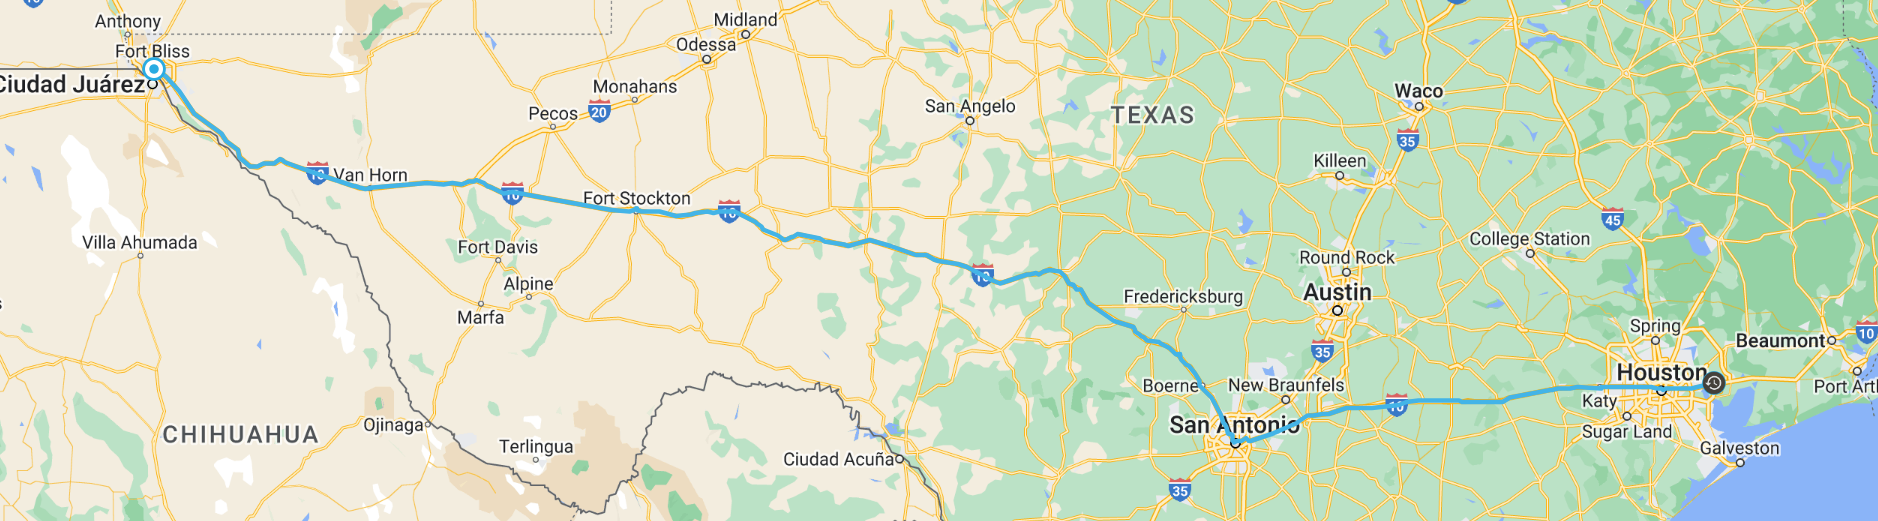 Anthony
Midland
Fort Bliss
Odessa
Ciudad Juárez
Monahans
Waco
Pecos
20
San Angelo
TEXAS
35
Killeen
10
Van Horn
10
Fort Stockton
10
45
Villa Ahumada
Fort Davis
College Station
Round Rock
10
Alpine
Fredericksburg
Austin
Marfa
Spring
10
Beaumont
35
Houston
Boerne
New Braunfels
Port Art
Katy
10
Ojinaga
San Antonio
CHIHUAHUA
Sugar Land
Terlingua
Galveston
Ciudad Acuña
35